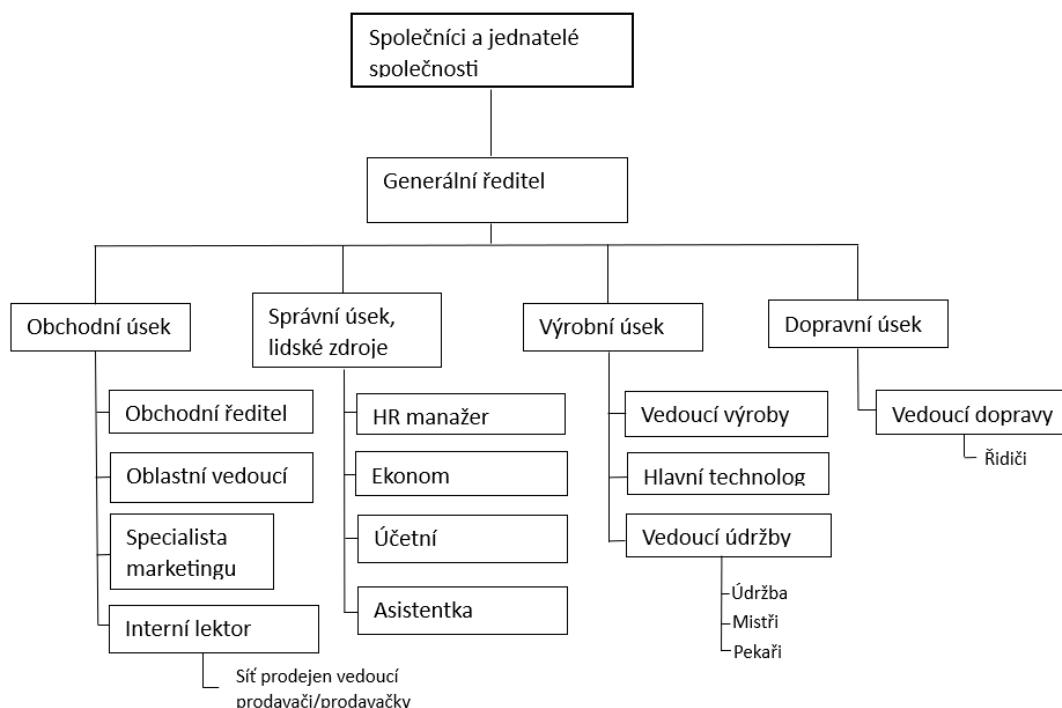 Společníci a jednatelé
společnosti
Generální ředitel
Obchodní úsek
Správní úsek,
lidské zdroje
Výrobní úsek
Dopravní úsek
Obchodní ředitel
Oblastní vedoucí
Specialista
marketingu
Interní lektor
Síť prodejen vedoucí
prodavači/prodavačky
HR manažer
Ekonom
Účetní
Asistentka
Vedoucí výroby
Hlavní technolog
Vedoucí údržby
Údržba
Mistři
Pekaři
Vedoucí dopravy
Řidiči